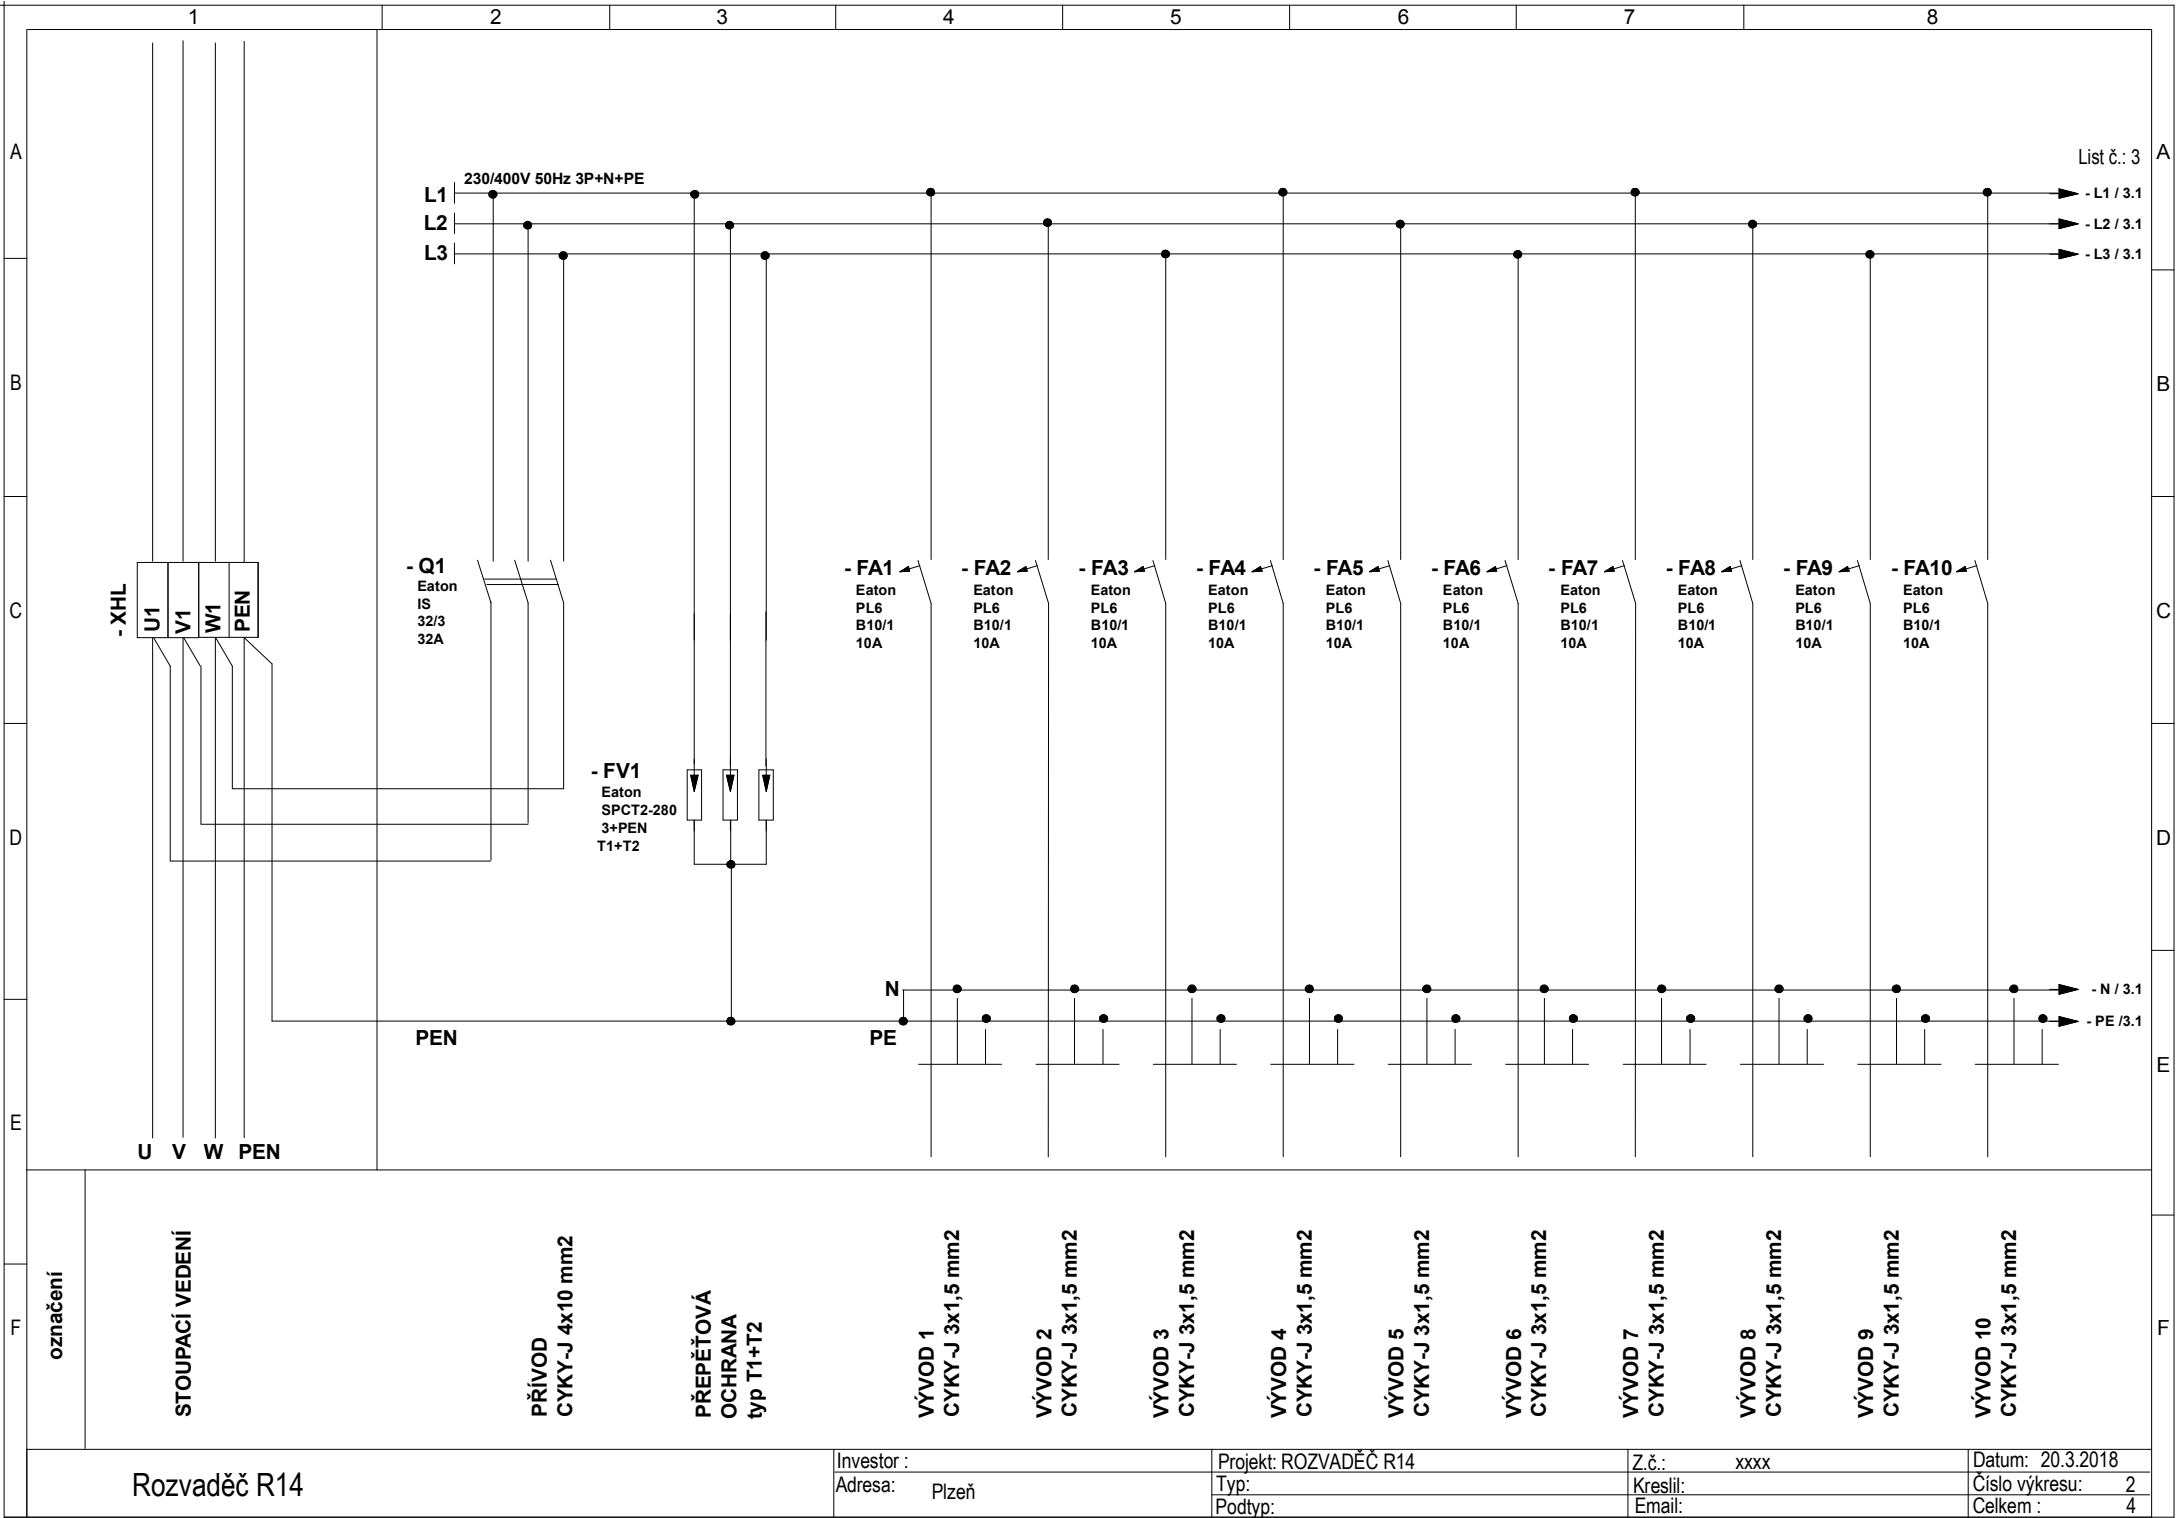 1 2 3 4 5 6 7 8
A A
List č.: 3
230/400V 50Hz 3P+N+PE
L1 - L1 / 3.1
L2 - L2 / 3.1
L3 - L3 / 3.1
B B
C C
- XHL
U1
V1
W1
PEN
- Q1
Eaton
IS
32/3
32A
- FA1
Eaton
PL6
B10/1
10A
- FA2
Eaton
PL6
B10/1
10A
- FA3
Eaton
PL6
B10/1
10A
- FA4
Eaton
PL6
B10/1
10A
- FA5
Eaton
PL6
B10/1
10A
- FA6
Eaton
PL6
B10/1
10A
- FA7
Eaton
PL6
B10/1
10A
- FA8
Eaton
PL6
B10/1
10A
- FA9
Eaton
PL6
B10/1
10A
- FA10
Eaton
PL6
B10/1
10A
- FV1
Eaton
SPCT2-280
3+PEN
T1+T2
D D
N - N / 3.1
PEN PE - PE /3.1
E E
U V W PEN
F F
označení
STOUPACÍ VEDENÍ
PŘÍVOD
CYKY-J 4x10 mm2
PŘEPĚŤOVÁ
OCHRANA
typ T1+T2
VÝVOD 1
CYKY-J 3x1,5 mm2
VÝVOD 2
CYKY-J 3x1,5 mm2
VÝVOD 3
CYKY-J 3x1,5 mm2
VÝVOD 4
CYKY-J 3x1,5 mm2
VÝVOD 5
CYKY-J 3x1,5 mm2
VÝVOD 6
CYKY-J 3x1,5 mm2
VÝVOD 7
CYKY-J 3x1,5 mm2
VÝVOD 8
CYKY-J 3x1,5 mm2
VÝVOD 9
CYKY-J 3x1,5 mm2
VÝVOD 10
CYKY-J 3x1,5 mm2
Rozvaděč R14
Investor :
Adresa: Plzeň
Projekt: ROZVADĚČ R14
Typ:
Podtyp:
Z.č.: xxxx
Kreslil:
Email:
Datum: 20.3.2018
Číslo výkresu: 2
Celkem : 4